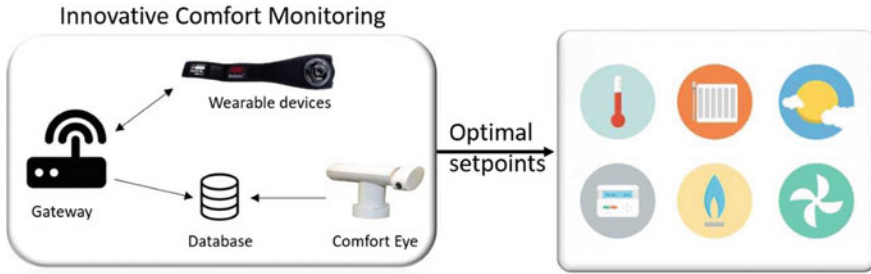 Innovative Comfort Monitoring
Wearable devices
Optimal
setpoints
Gateway
Database
Comfort Eye